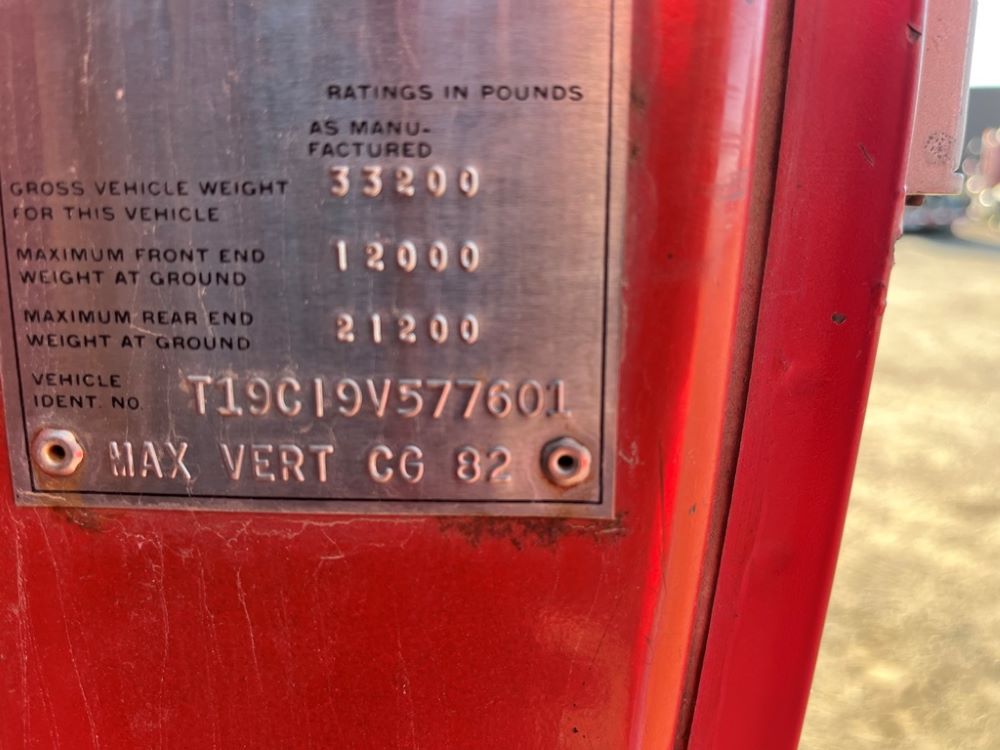 RATINGS IN POUNDS
AS MANU-
FACTURED
GROSS VEHICLE WEIGHT
FOR THIS VEHICLE 33200
MAXIMUM FRONT END
WEIGHT AT GROUND 12000
MAXIMUM REAR END
WEIGHT AT GROUND 21200
VEHICLE
IDENT. NO. T19CI9V577601
MAX VERT CG 82